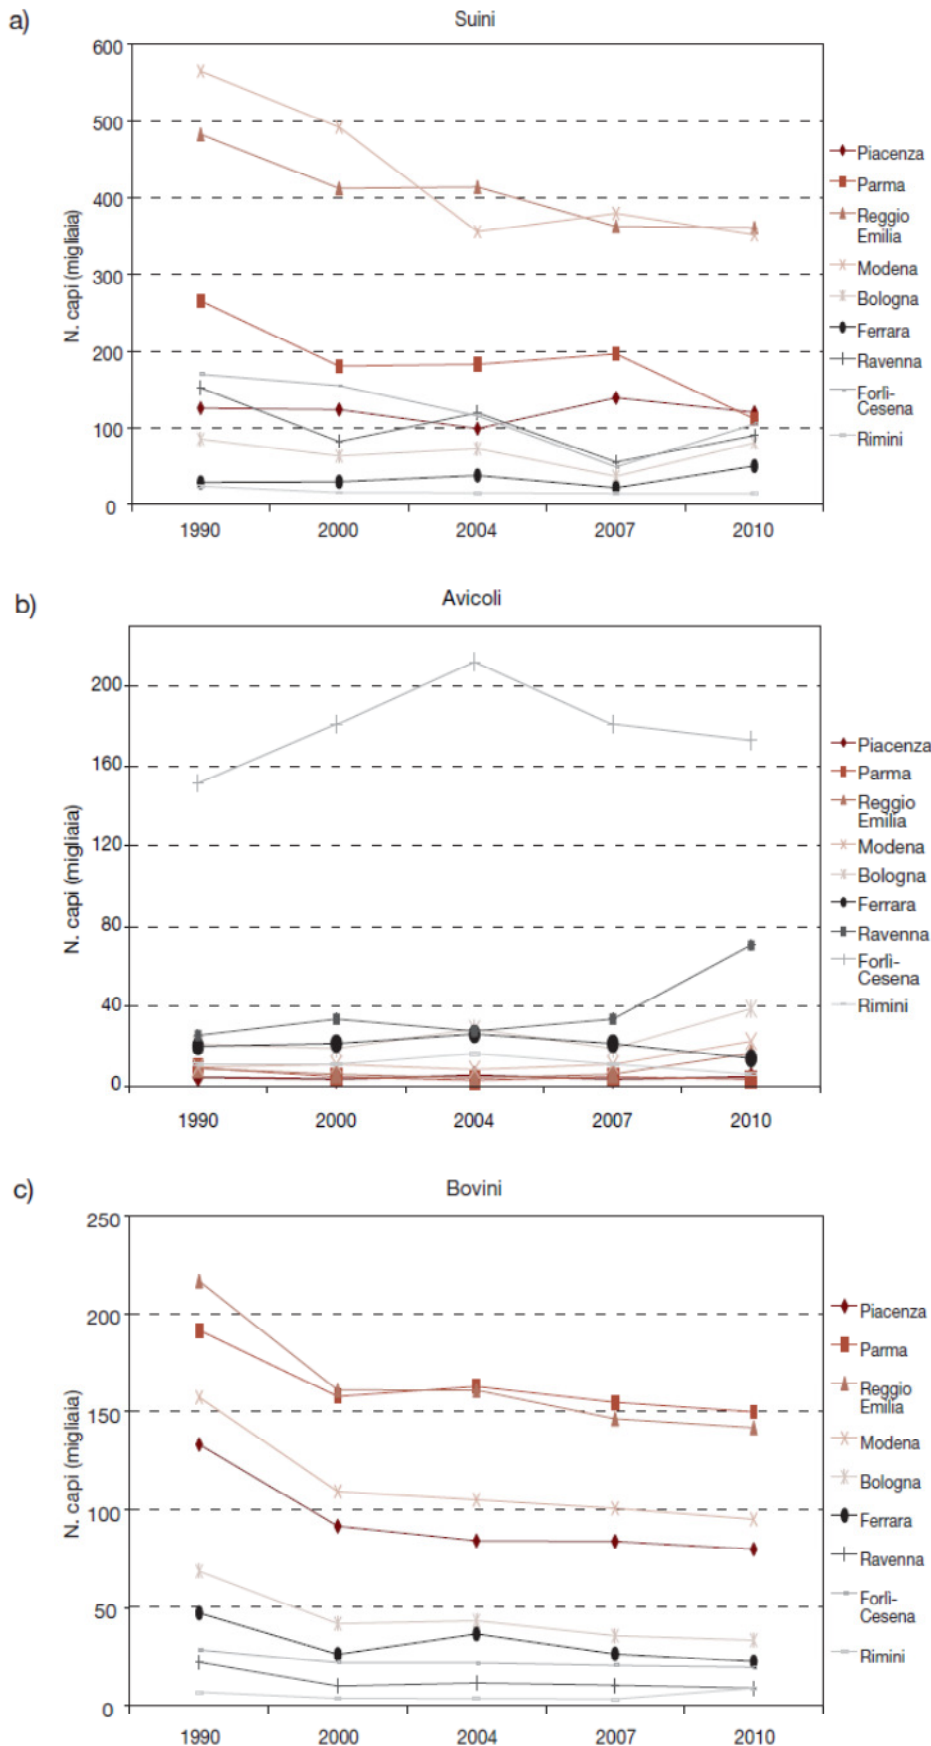 a)
Suini
N. capi (migliaia)
600
500
400
300
200
100
0
1990 2000 2004 2007 2010
Piacenza
Parma
Reggio
Emilia
Modena
Bologna
Ferrara
Ravenna
Forlì-
Cesena
Rimini
b)
Avicoli
N. capi (migliaia)
200
160
120
80
40
0
1990 2000 2004 2007 2010
Piacenza
Parma
Reggio
Emilia
Modena
Bologna
Ferrara
Ravenna
Forlì-
Cesena
Rimini
c)
Bovini
N. capi (migliaia)
250
200
150
100
50
0
1990 2000 2004 2007 2010
Piacenza
Parma
Reggio
Emilia
Modena
Bologna
Ferrara
Ravenna
Forlì-
Cesena
Rimini